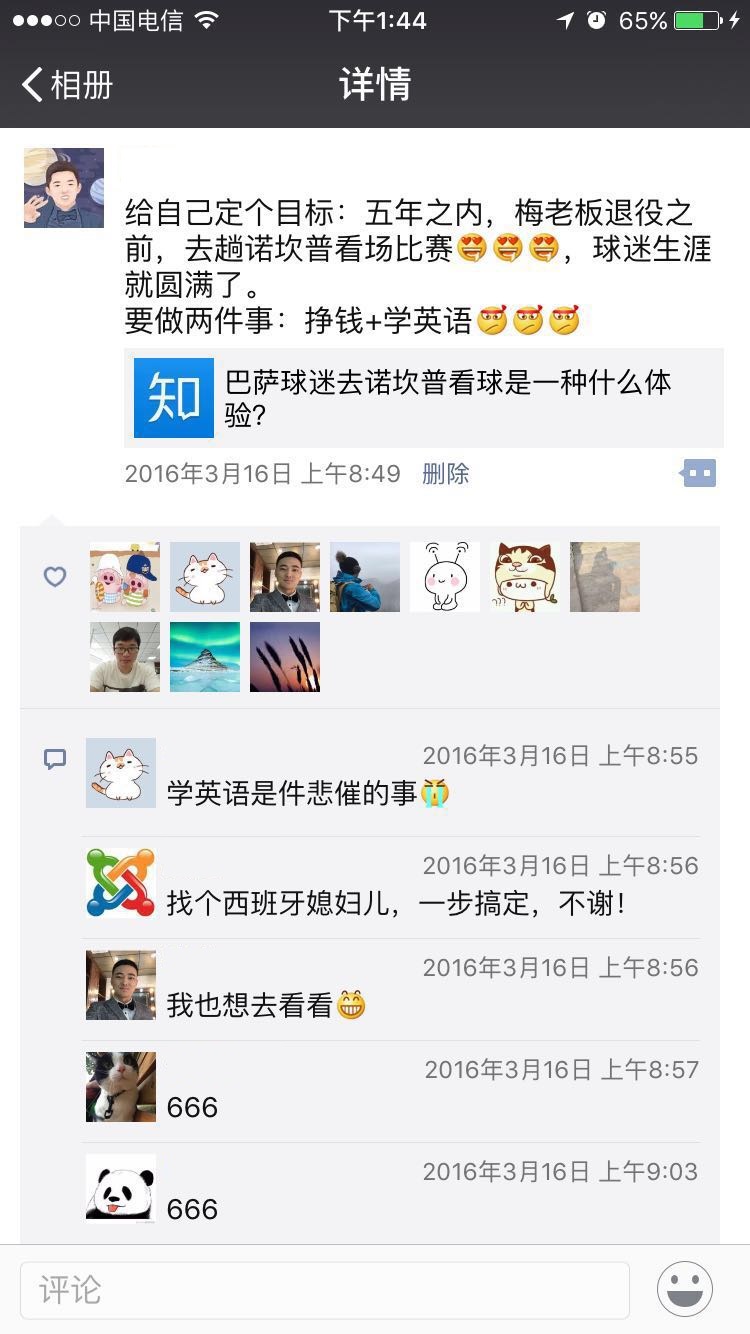 中国电信
下午1:44
65%
相册
详情
给自己定个目标：五年之内，梅老板退役之
前，去趟诺坎普看场比赛😍😍😍，球迷生涯
就圆满了。
要做两件事：挣钱+学英语
知
巴萨球迷去诺坎普看球是一种什么体
验?
2016年3月16日 上午8:49
删除
2016年3月16日 上午8:55
学英语是件悲催的事😭
2016年3月16日 上午8:56
找个西班牙媳妇儿，一步搞定，不谢！
2016年3月16日 上午8:56
我也想去看看😁
2016年3月16日 上午8:57
666
2016年3月16日 上午9:03
666
评论